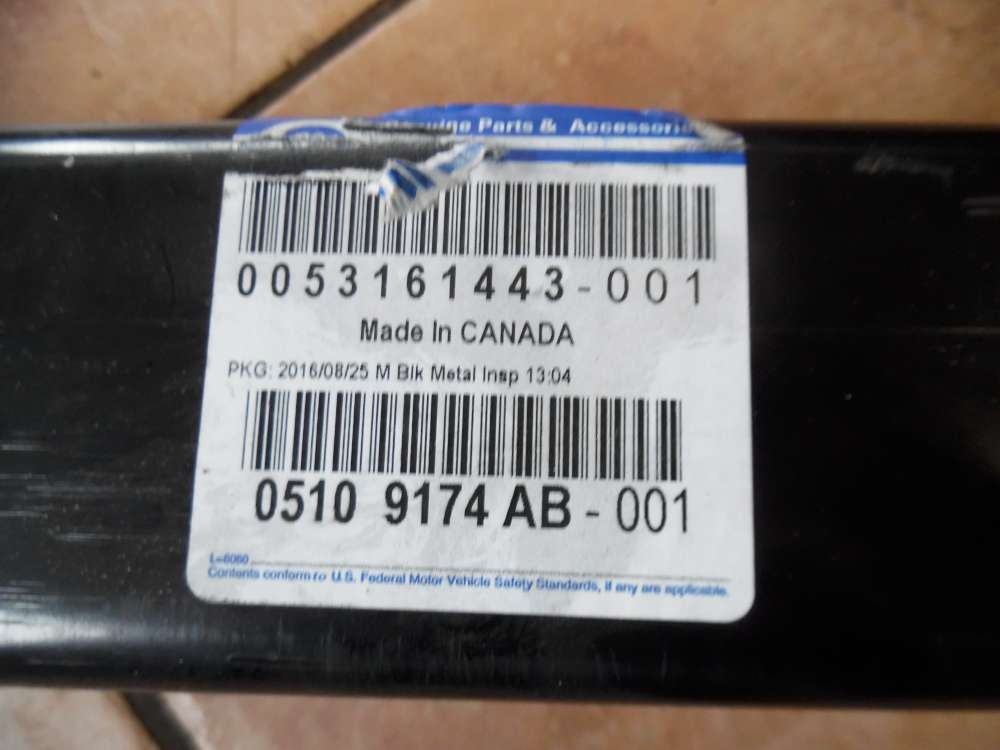 Parts & Accessories
0053161443-001
Made In CANADA
PKG: 2016/08/25 M Blk Metal Insp 13:04
0510 9174 AB - 001
L-6060
Contents conform to U.S. Federal Motor Vehicle Safety Standards, if any are applicable.